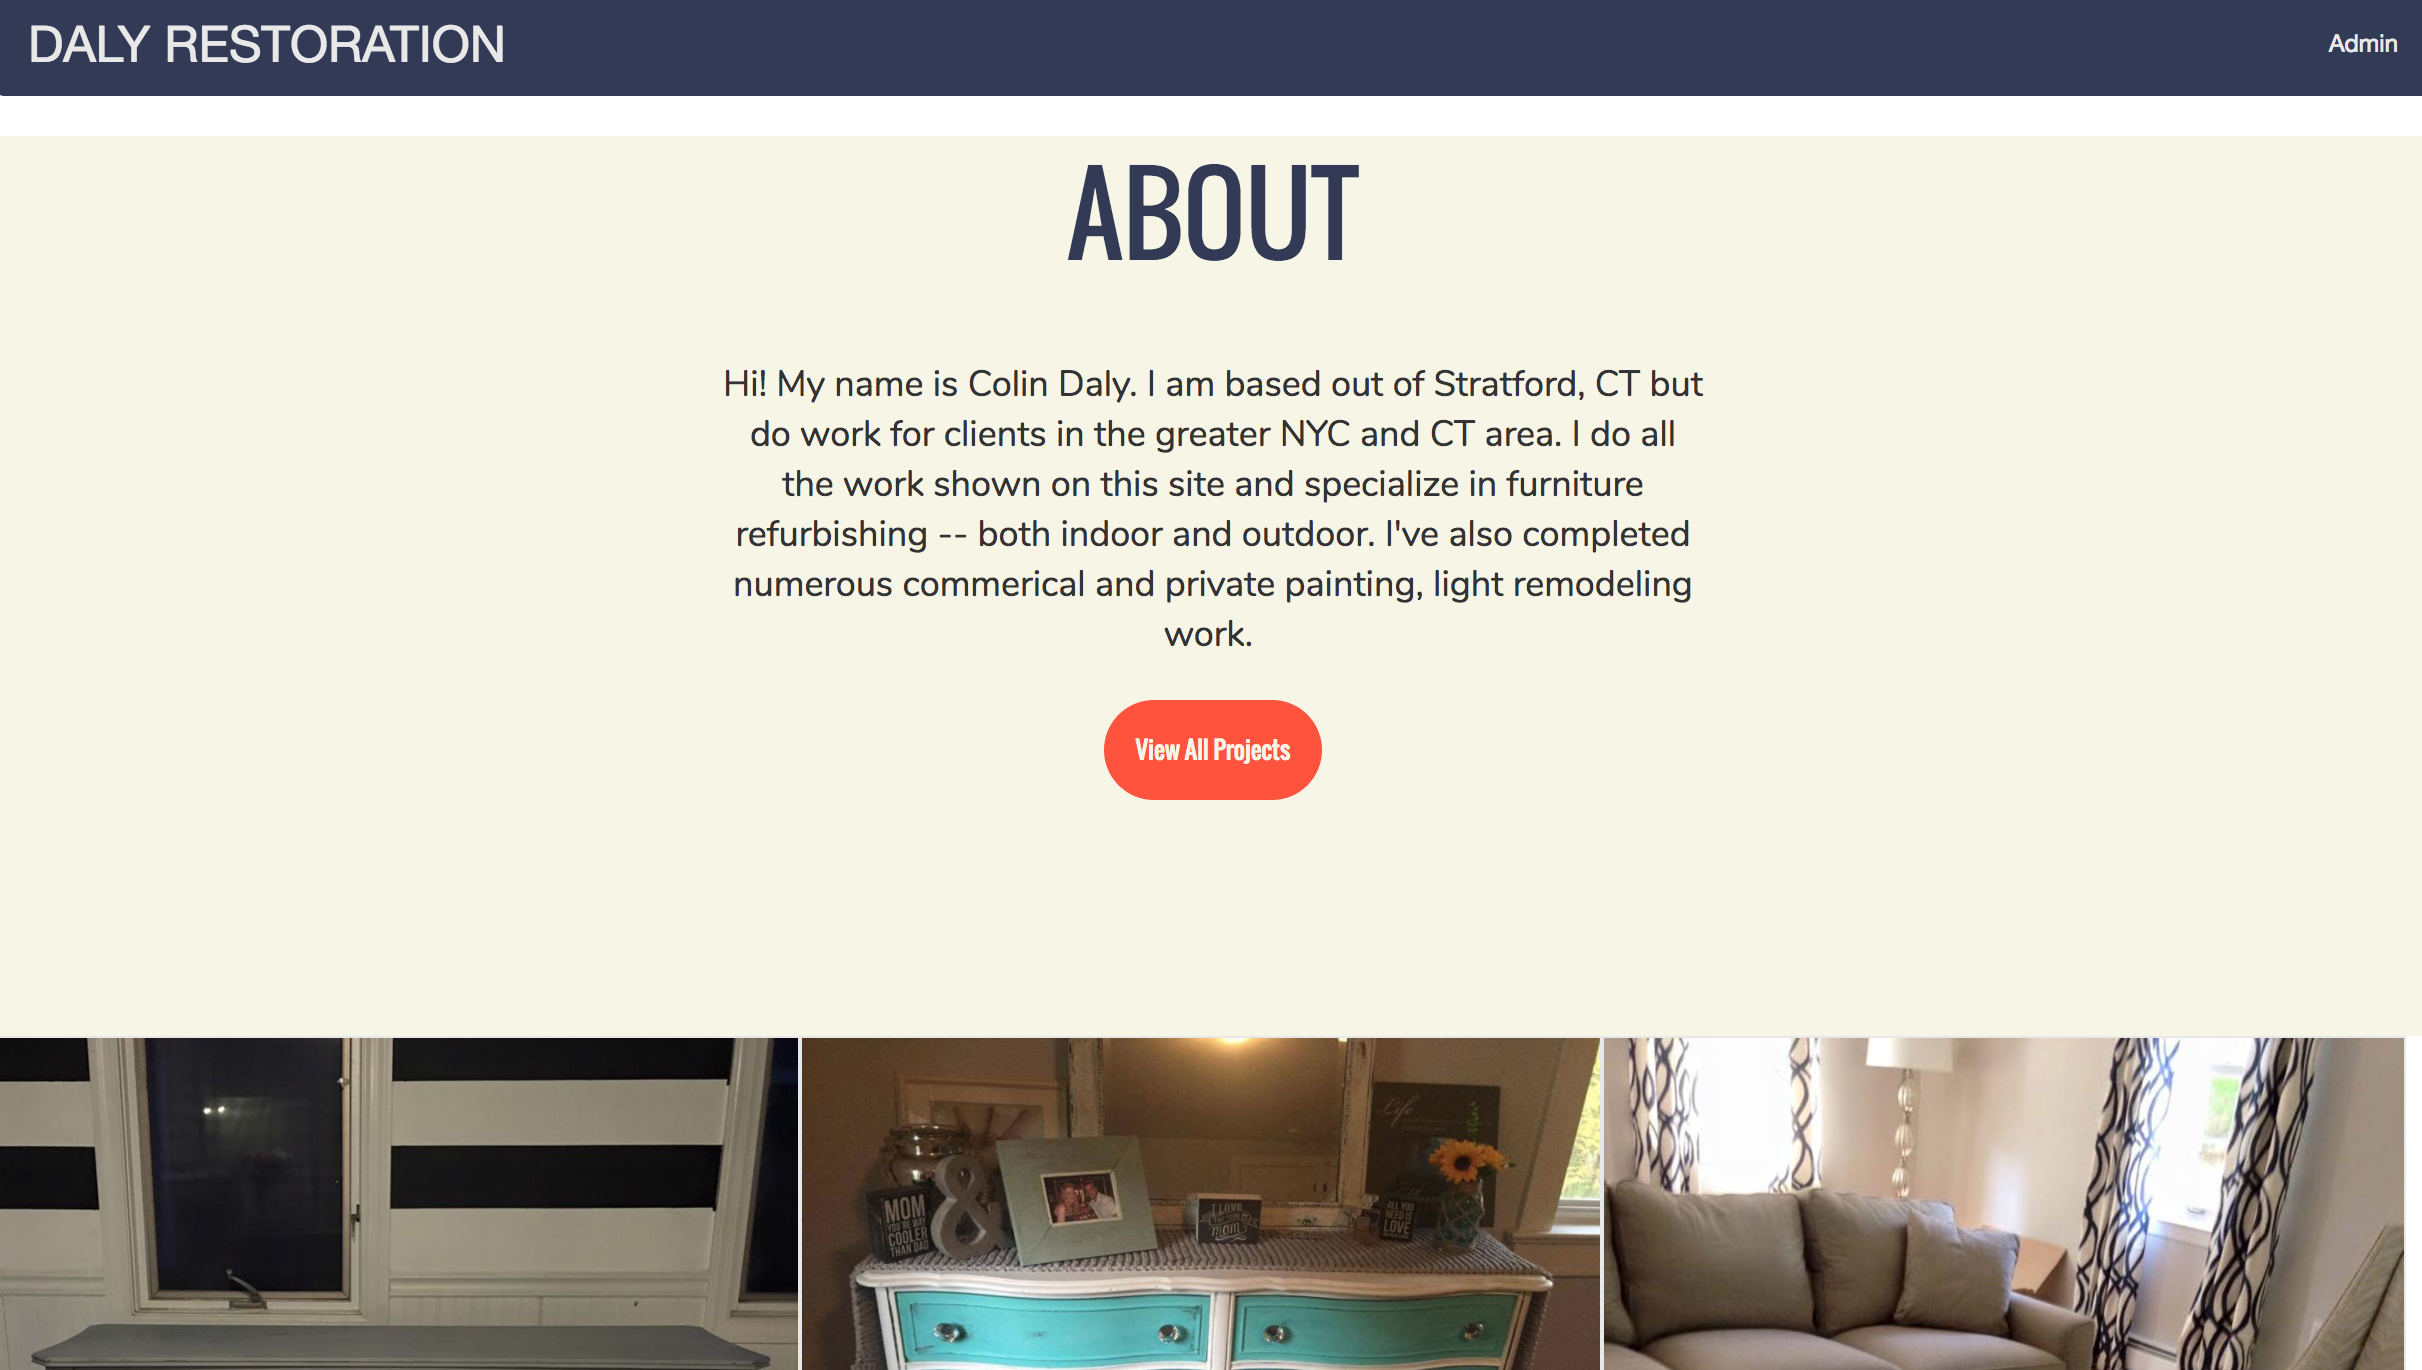 DALY RESTORATION
Admin
ABOUT
Hi! My name is Colin Daly. I am based out of Stratford, CT but
do work for clients in the greater NYC and CT area. I do all
the work shown on this site and specialize in furniture
refurbishing -- both indoor and outdoor. I've also completed
numerous commerical and private painting, light remodeling
work.
View All Projects
Life
MOM
YOU'RE WAY
COOLER
THAN DAD
&
I LOVE
mom
ALL YOU
NEED IS
LOVE